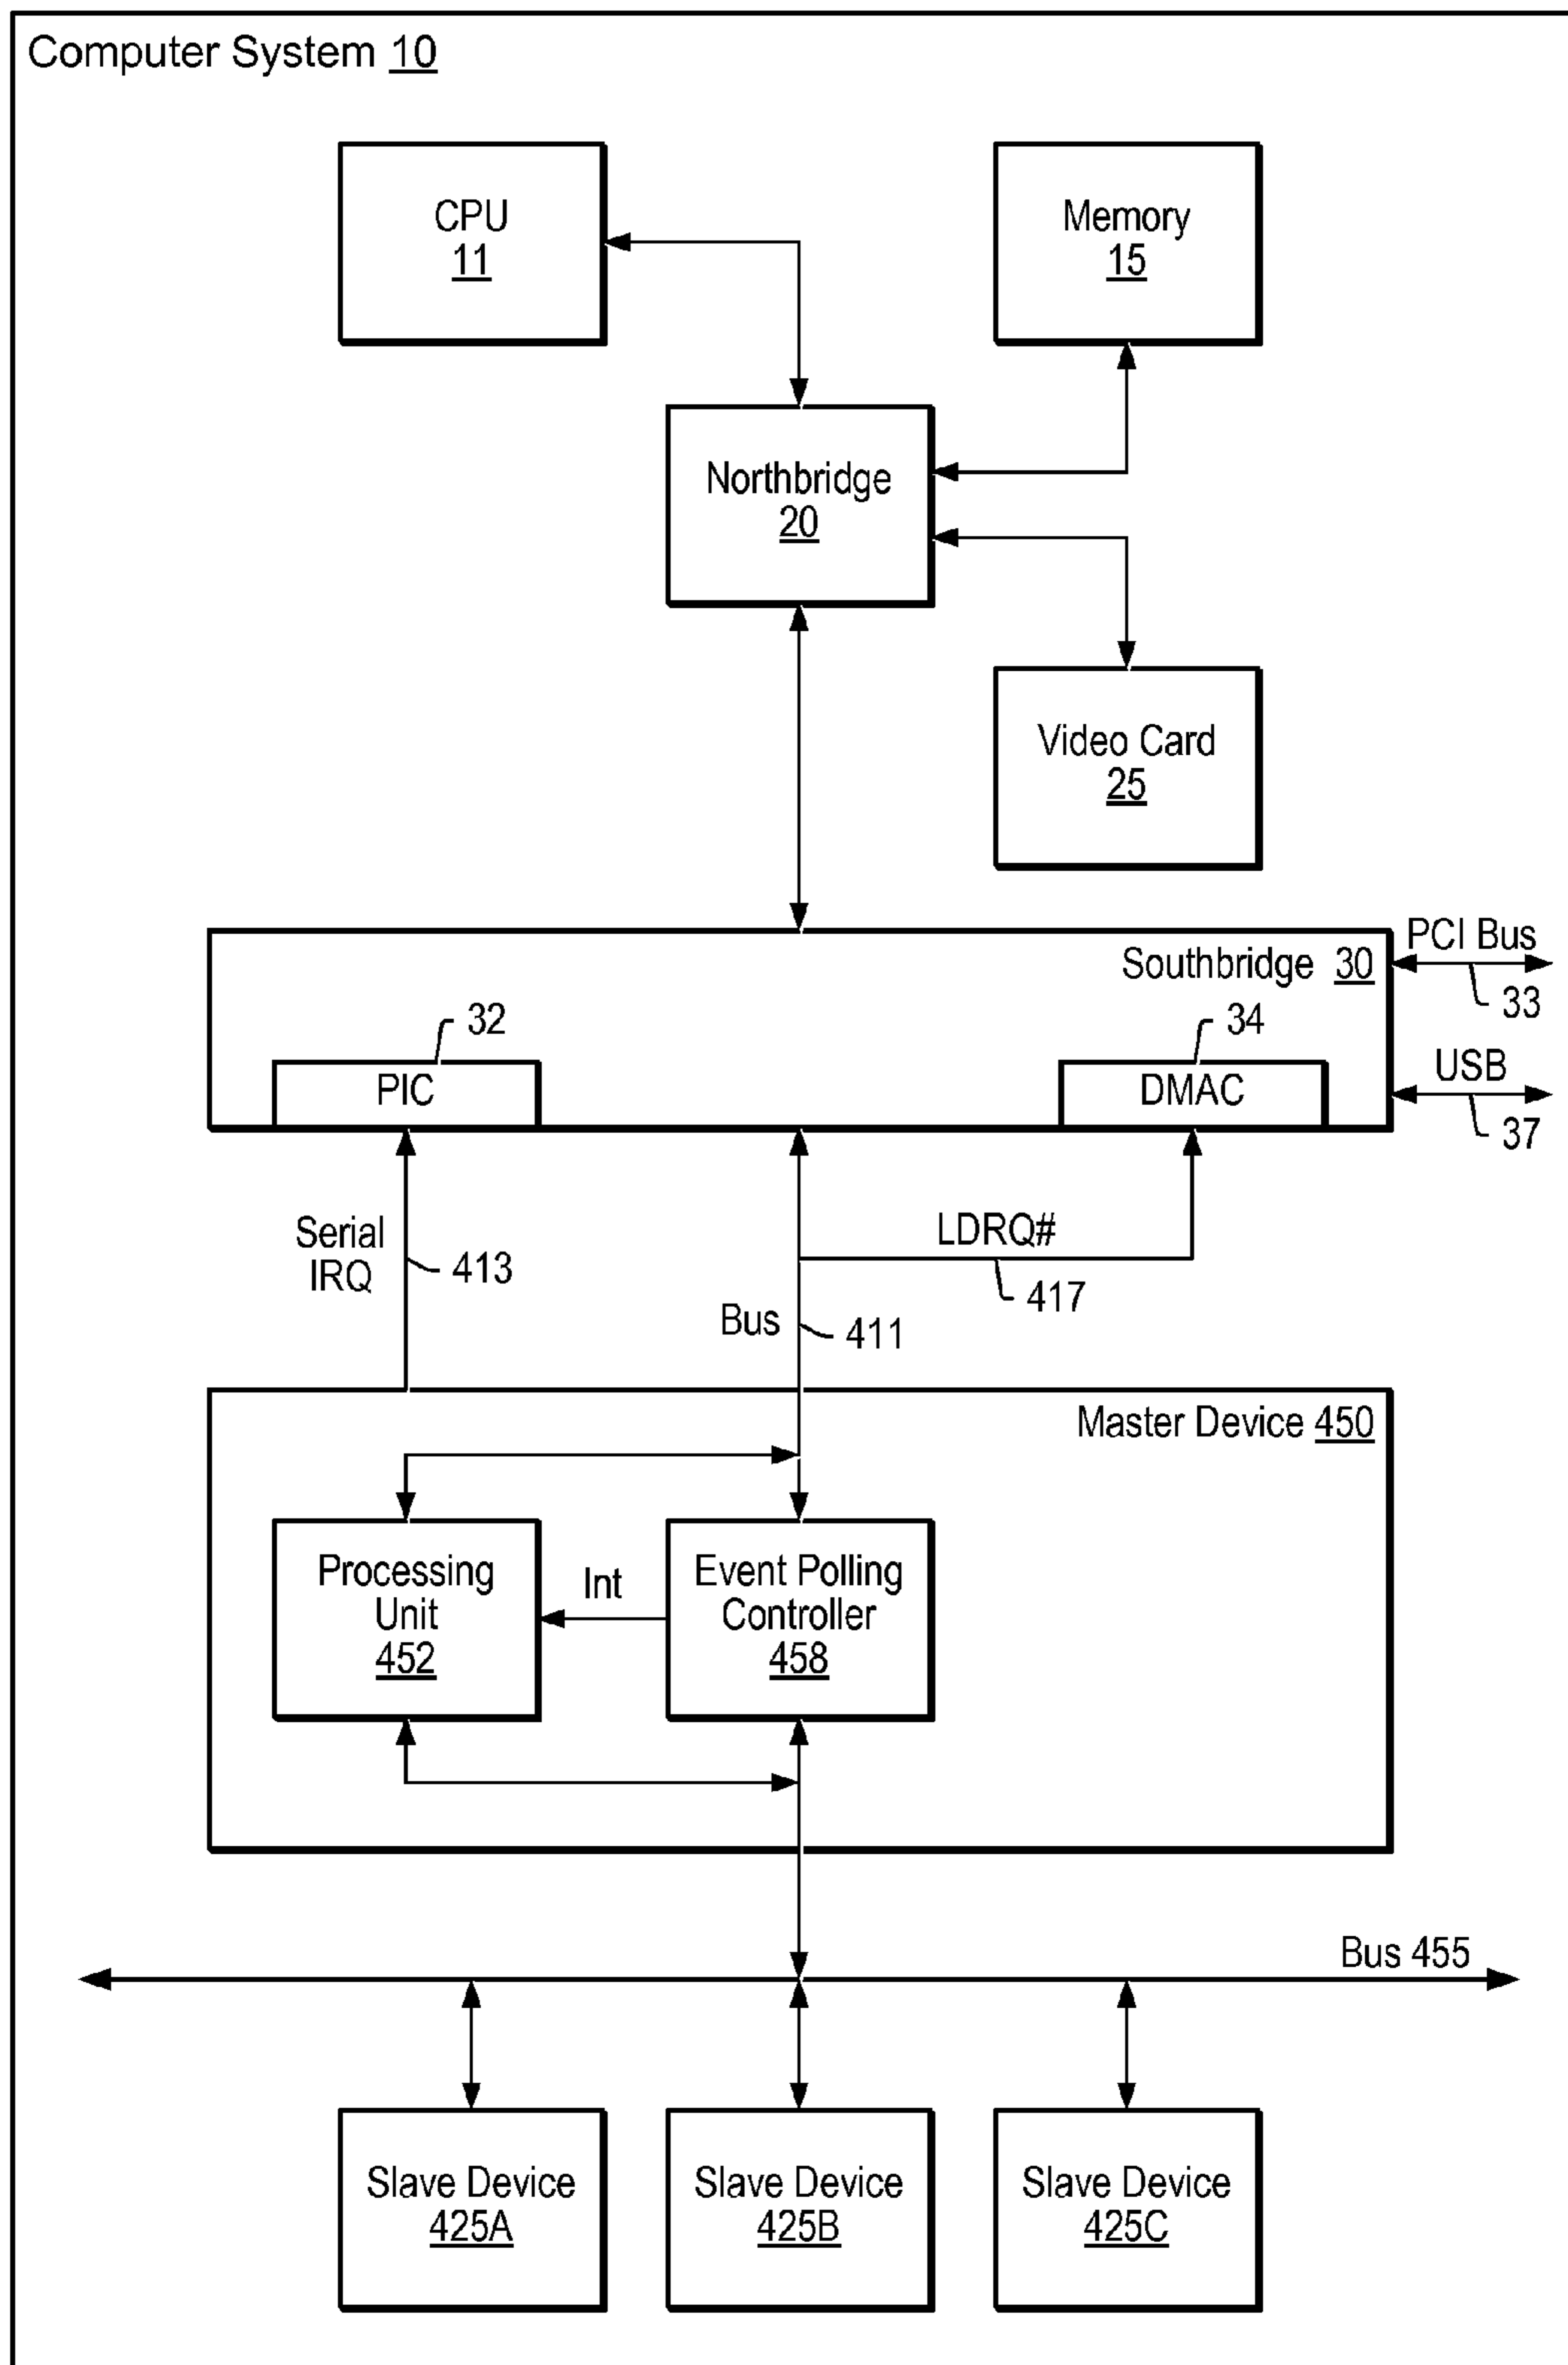 Computer System 10
CPU
11
Memory
15
Northbridge
20
Video Card
25
Southbridge 30
PCI Bus
33
32
PIC
34
DMAC
USB
37
Serial
IRQ
413
LDRQ#
417
Bus
411
Master Device 450
Processing
Unit
452
Int
Event Polling
Controller
458
Bus 455
Slave Device
425A
Slave Device
425B
Slave Device
425C